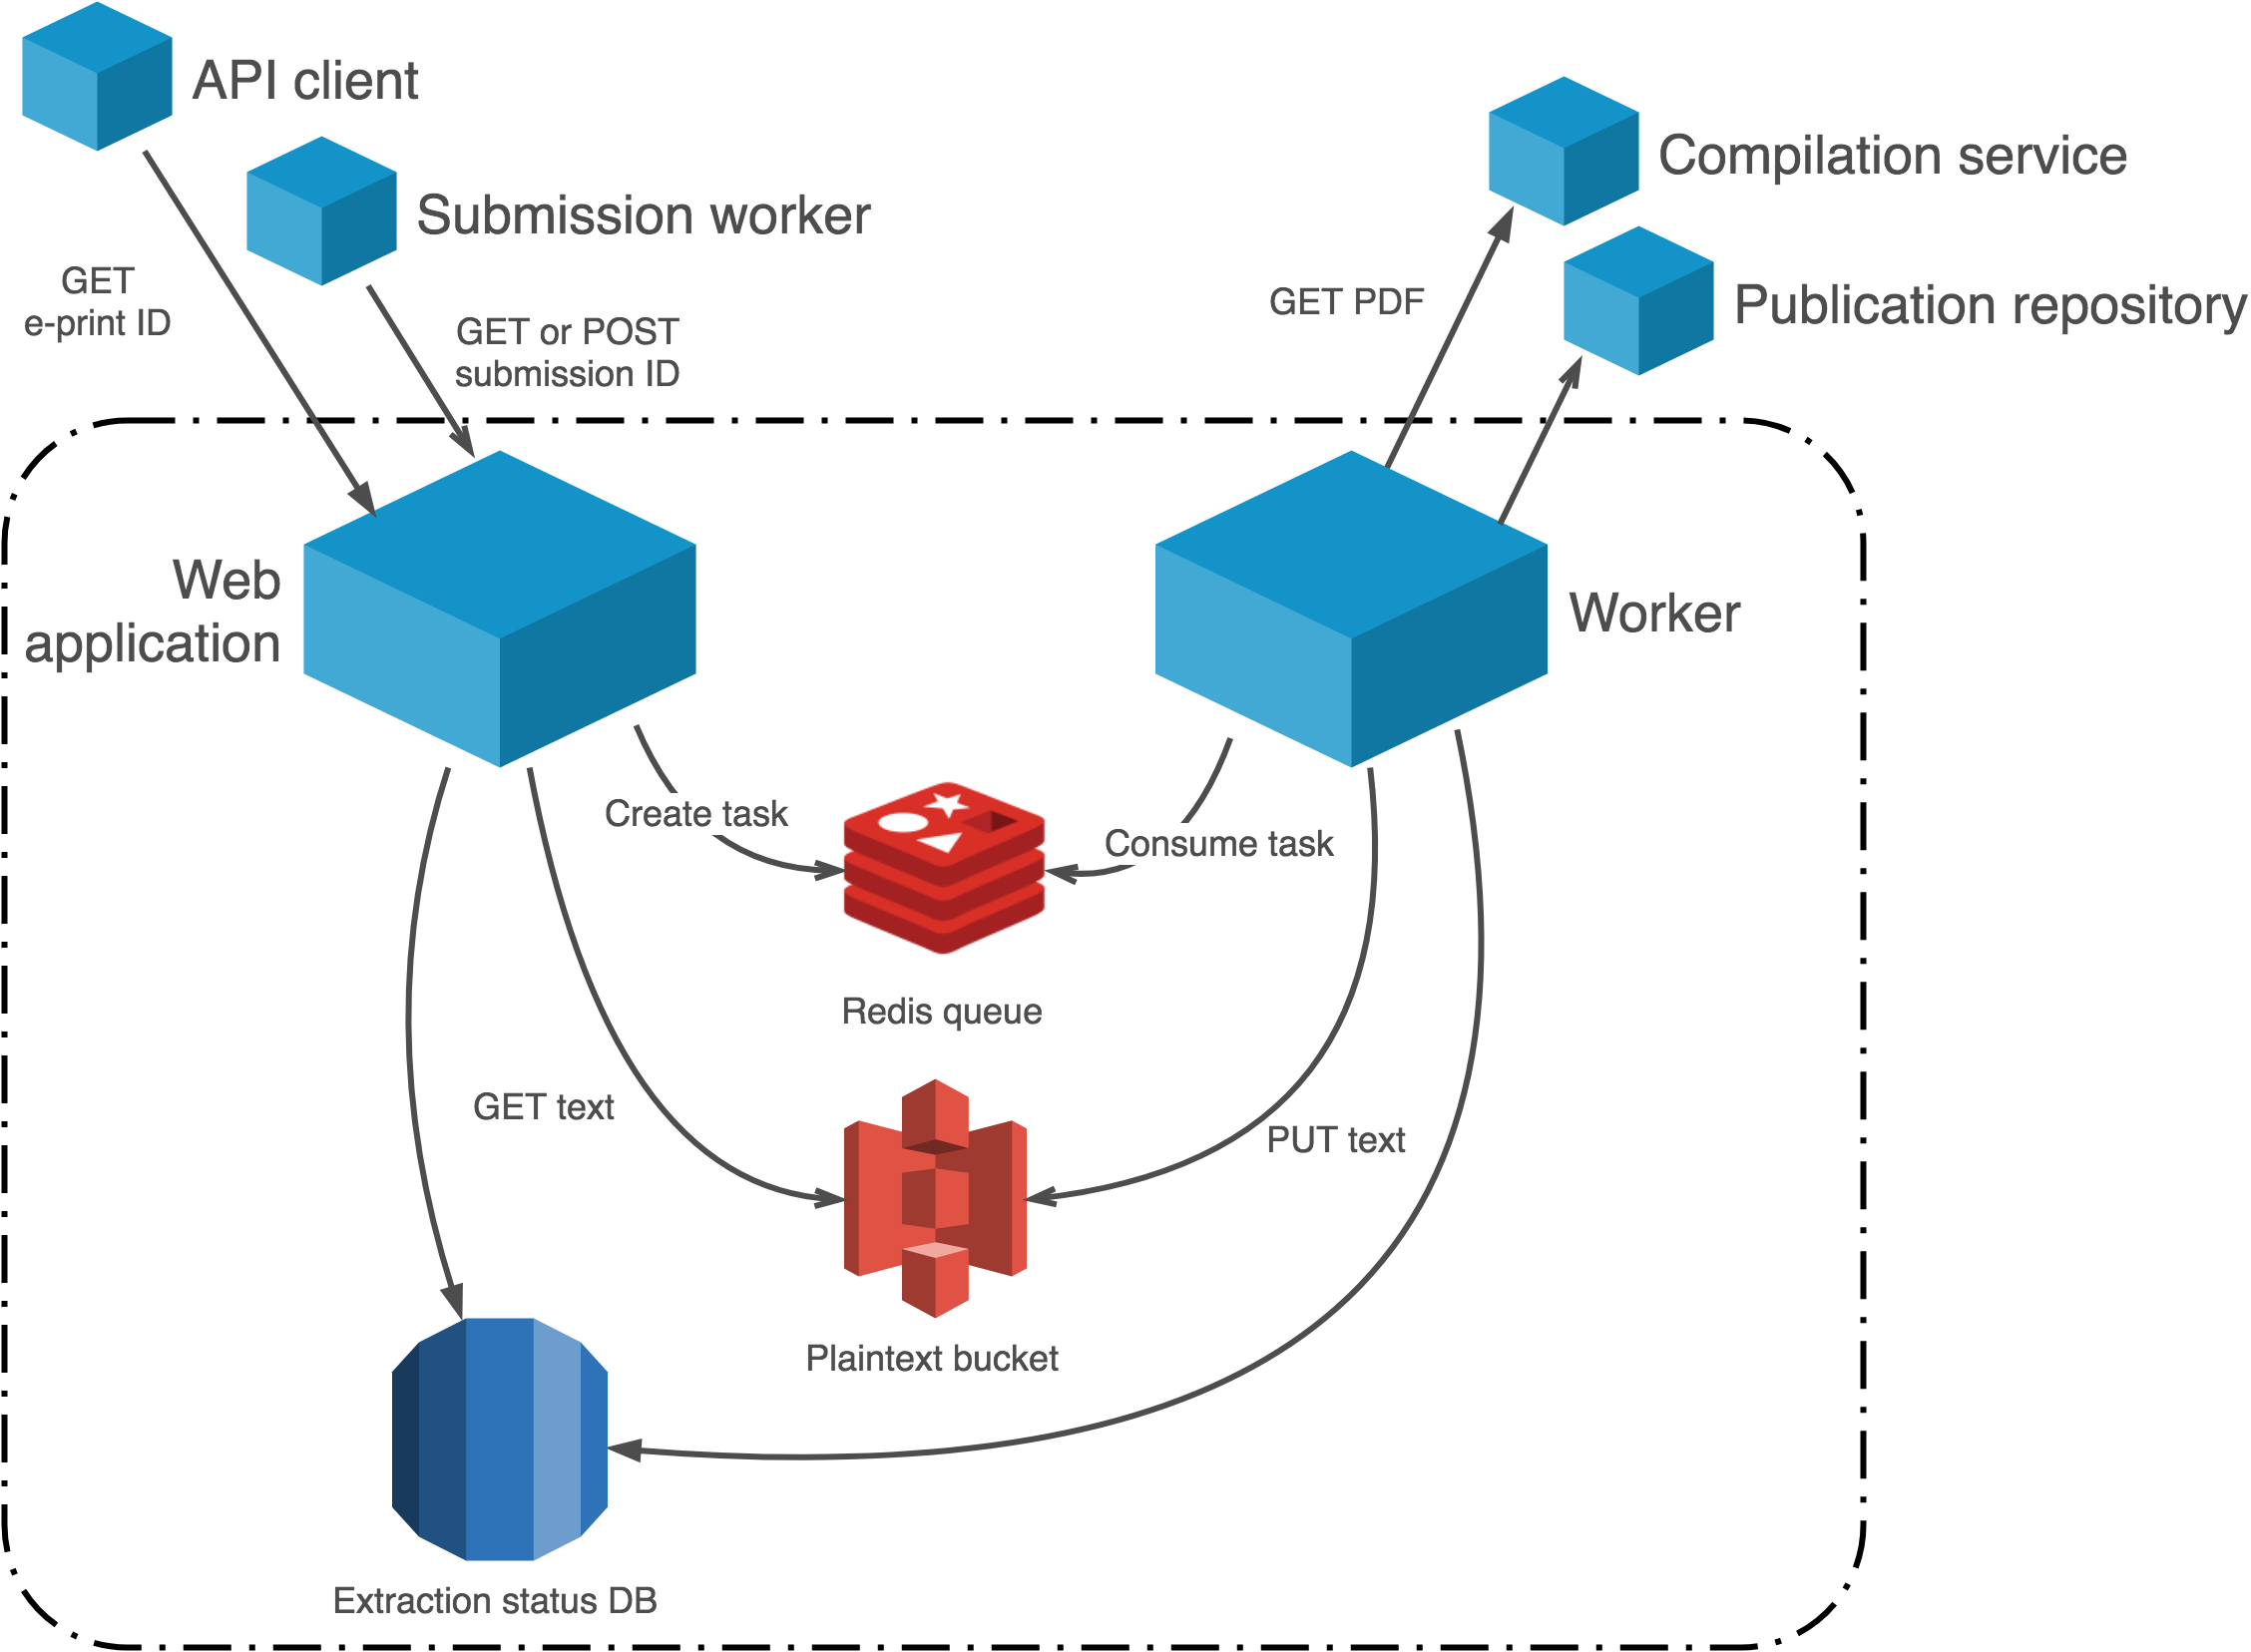 API client
Submission worker
Compilation service
Publication repository
GET
e-print ID
GET or POST
submission ID
GET PDF
Web
application
Worker
Create task
Consume task
Redis queue
GET text
PUT text
Plaintext bucket
Extraction status DB